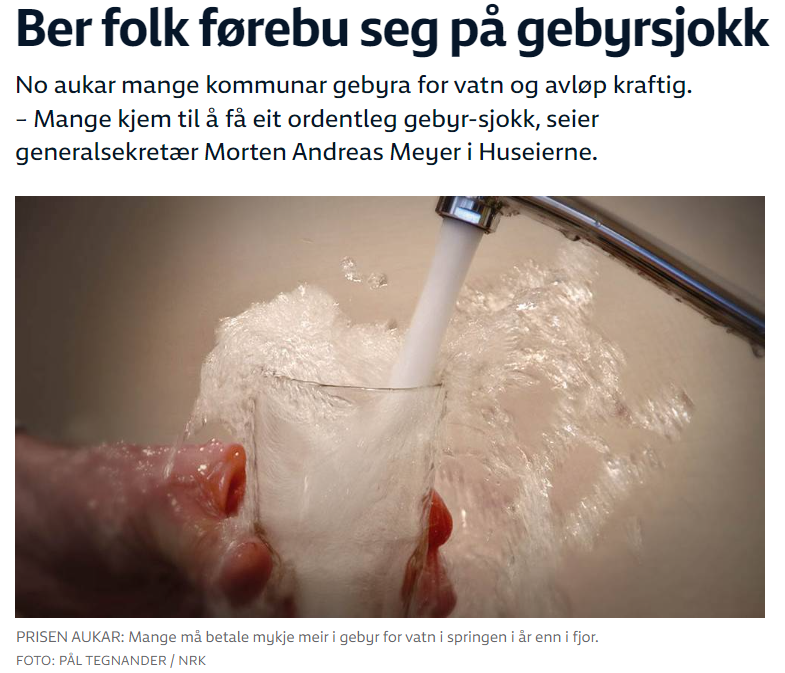 Ber folk førebu seg på gebyrsjokk
No aukar mange kommunar gebyra for vatn og avløp kraftig.
– Mange kjem til å få eit ordentleg gebyr-sjokk, seier
generalsekretær Morten Andreas Meyer i Huseierne.
PRISEN AUKAR: Mange må betale mykje meir i gebyr for vatn i springen i år enn i fjor.
FOTO: PÅL TEGNANDER / NRK